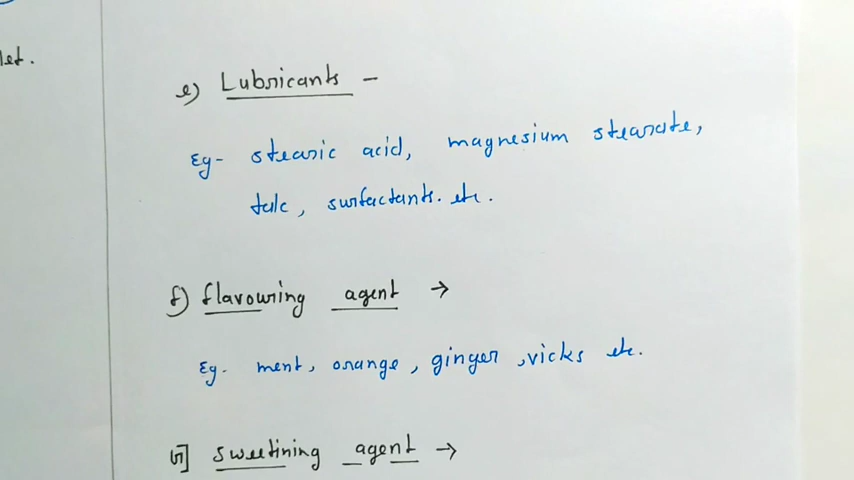 let.
e) Lubricants -
Eg- stearic acid, magnesium stearate,
talc, surfactants. etc.
f) flavouring agent →
Eg. ment, orange, ginger, vicks etc.
sweetining agent →